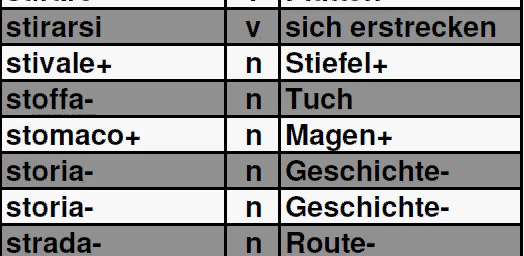 stirarsi v sich erstrecken
stivale+ n Stiefel+
stoffa- n Tuch
stomaco+ n Magen+
storia- n Geschichte-
storia- n Geschichte-
strada- n Route-